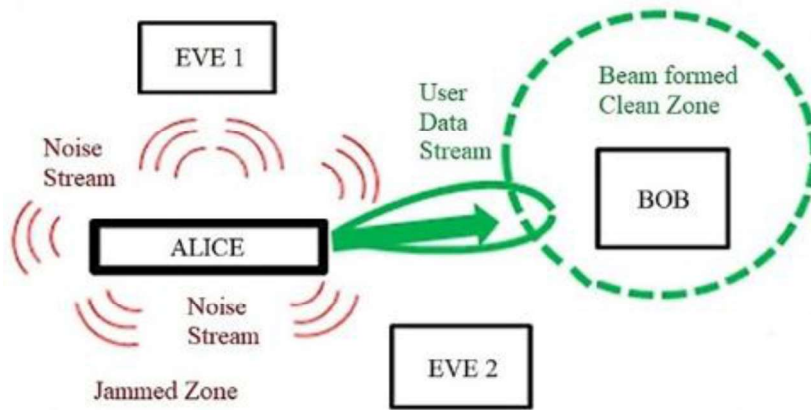 EVE 1
User
Data
Stream
Beam formed
Clean Zone
Noise
Stream
BOB
ALICE
Noise
Stream
EVE 2
Jammed Zone